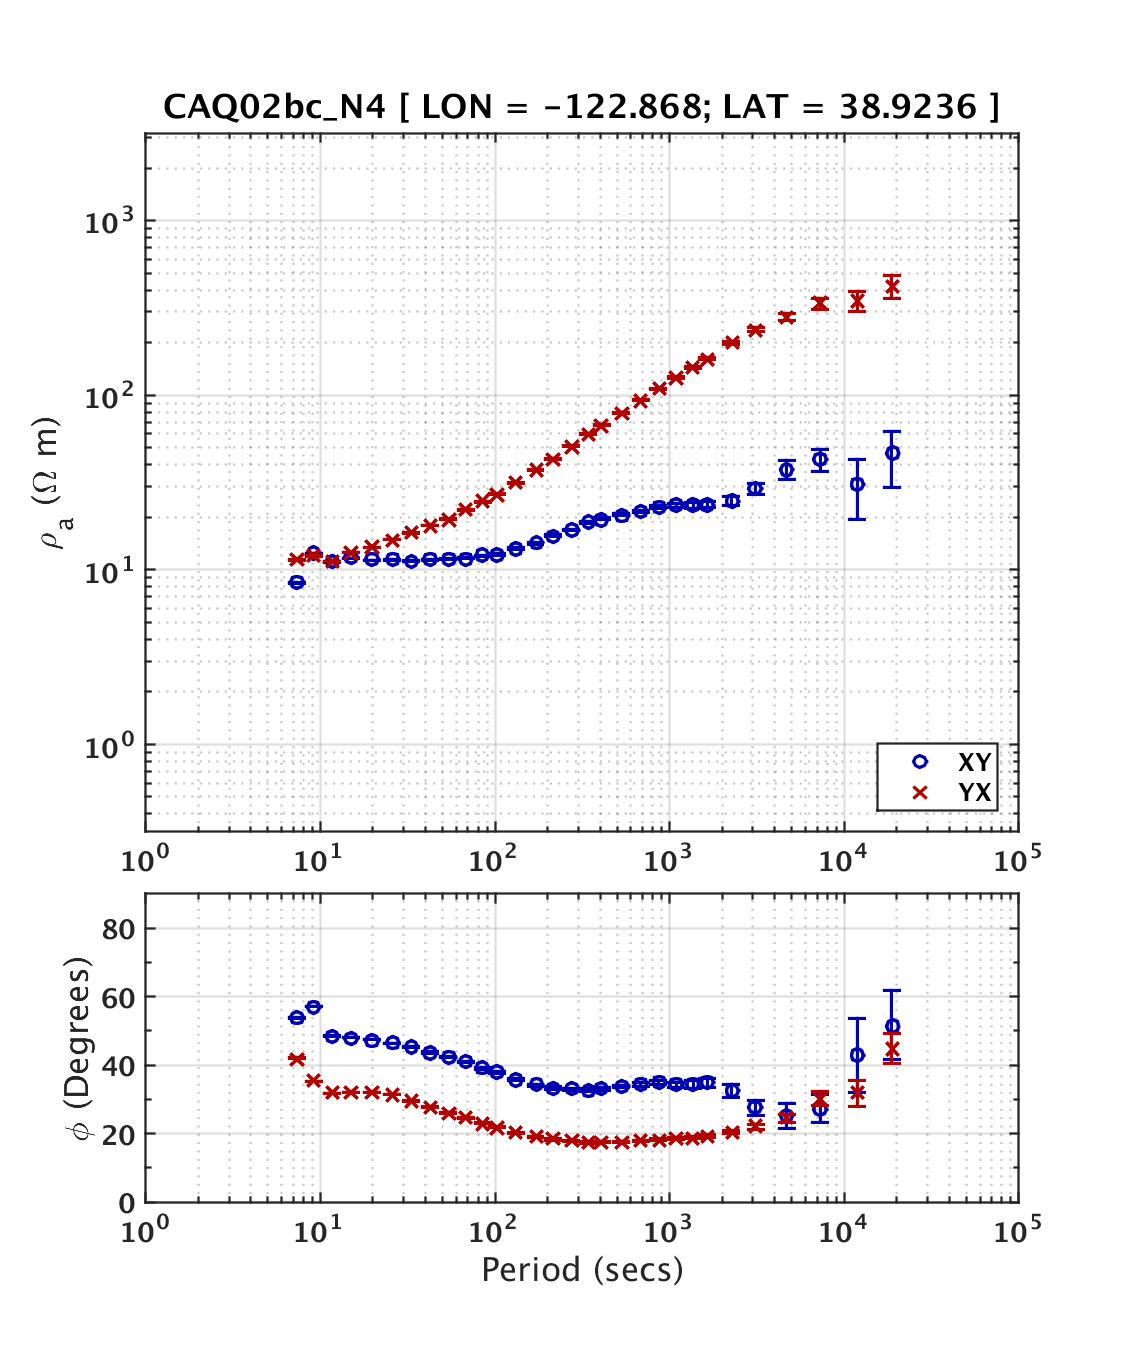 CAQ02bc_N4 [ LON = -122.868; LAT = 38.9236 ]
10³
10²
10¹
10⁰
ρₐ (Ω m)
XY
YX
10⁰ 10¹ 10² 10³ 10⁴ 10⁵
80
60
40
20
0
ϕ (Degrees)
10⁰ 10¹ 10² 10³ 10⁴ 10⁵
Period (secs)